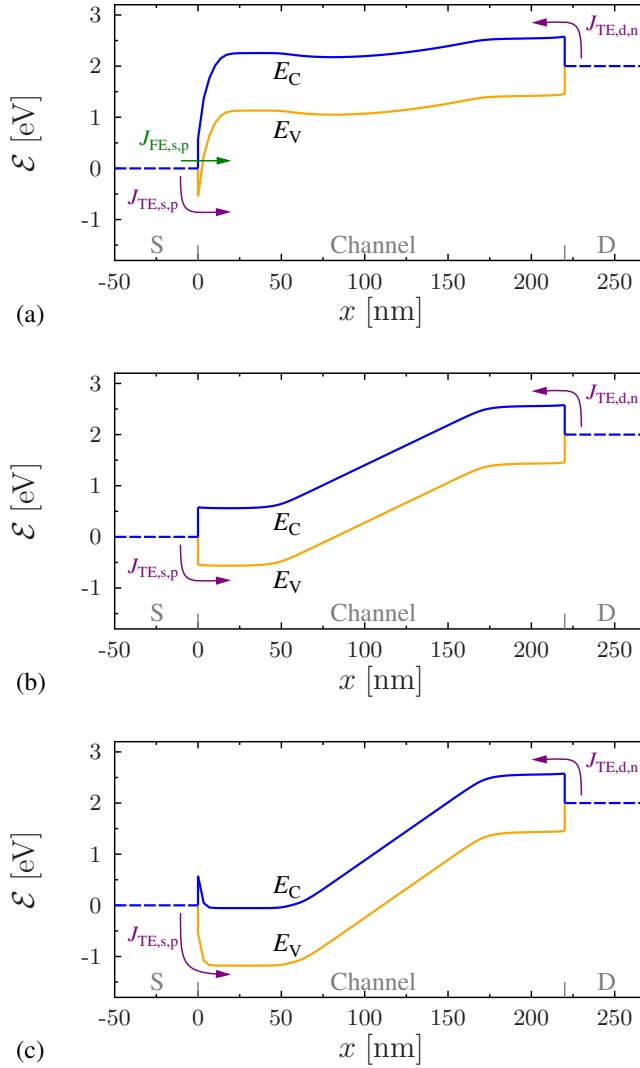 3
2
1
0
-1
ℰ [eV]
E_C
E_V
J_TE,d,n
J_FE,s,p
J_TE,s,p
S
Channel
D
-50 0 50 100 150 200 250
x [nm]
(a)
3
2
1
0
-1
ℰ [eV]
J_TE,d,n
E_C
E_V
J_TE,s,p
S
Channel
D
-50 0 50 100 150 200 250
x [nm]
(b)
3
2
1
0
-1
ℰ [eV]
J_TE,d,n
E_C
E_V
J_TE,s,p
S
Channel
D
-50 0 50 100 150 200 250
x [nm]
(c)